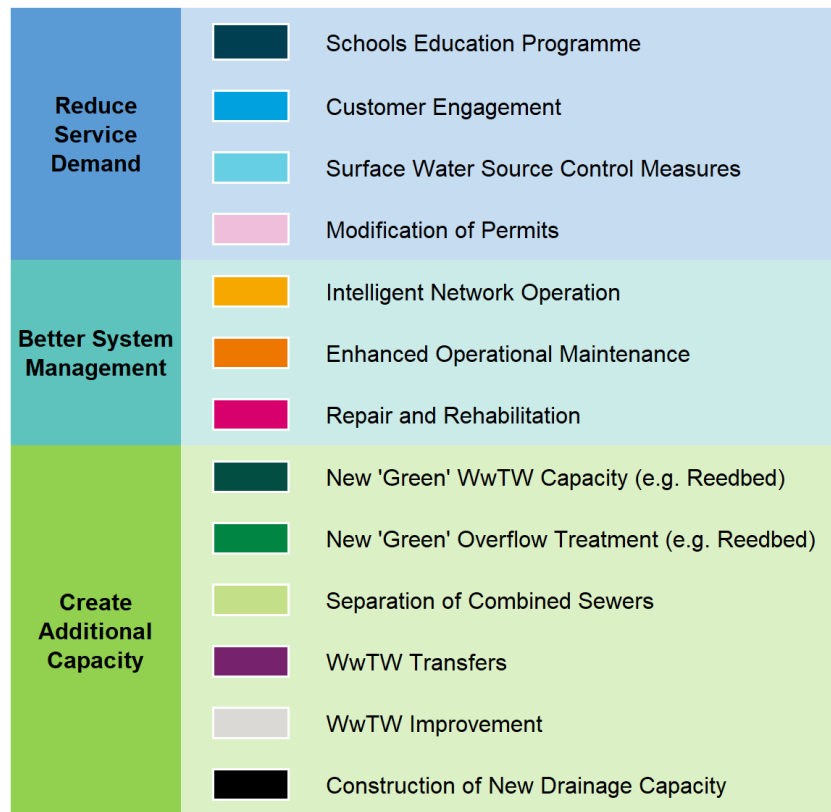 Reduce
Service
Demand
Schools Education Programme
Customer Engagement
Surface Water Source Control Measures
Modification of Permits
Better System
Management
Intelligent Network Operation
Enhanced Operational Maintenance
Repair and Rehabilitation
Create
Additional
Capacity
New 'Green' WwTW Capacity (e.g. Reedbed)
New 'Green' Overflow Treatment (e.g. Reedbed)
Separation of Combined Sewers
WwTW Transfers
WwTW Improvement
Construction of New Drainage Capacity